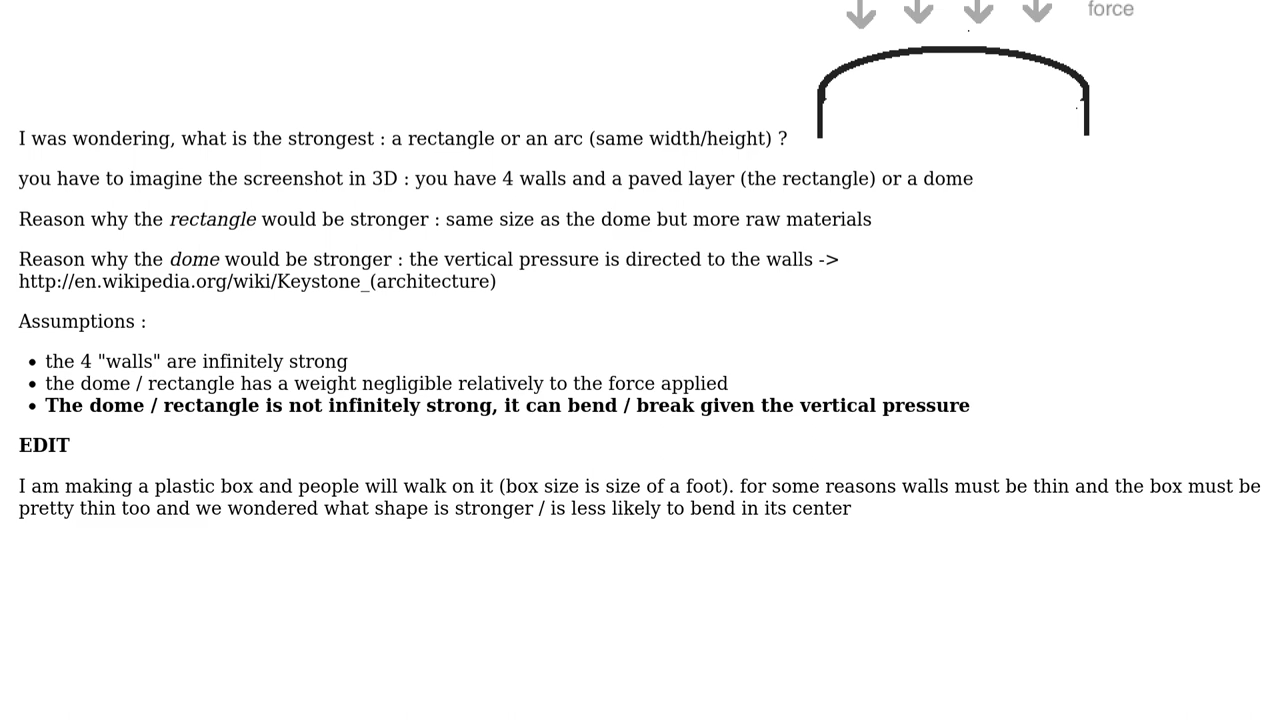 force
I was wondering, what is the strongest : a rectangle or an arc (same width/height) ?
you have to imagine the screenshot in 3D : you have 4 walls and a paved layer (the rectangle) or a dome
Reason why the rectangle would be stronger : same size as the dome but more raw materials
Reason why the dome would be stronger : the vertical pressure is directed to the walls ->
http://en.wikipedia.org/wiki/Keystone_(architecture)
Assumptions :
• the 4 "walls" are infinitely strong
• the dome / rectangle has a weight negligible relatively to the force applied
• The dome / rectangle is not infinitely strong, it can bend / break given the vertical pressure
EDIT
I am making a plastic box and people will walk on it (box size is size of a foot). for some reasons walls must be thin and the box must be
pretty thin too and we wondered what shape is stronger / is less likely to bend in its center